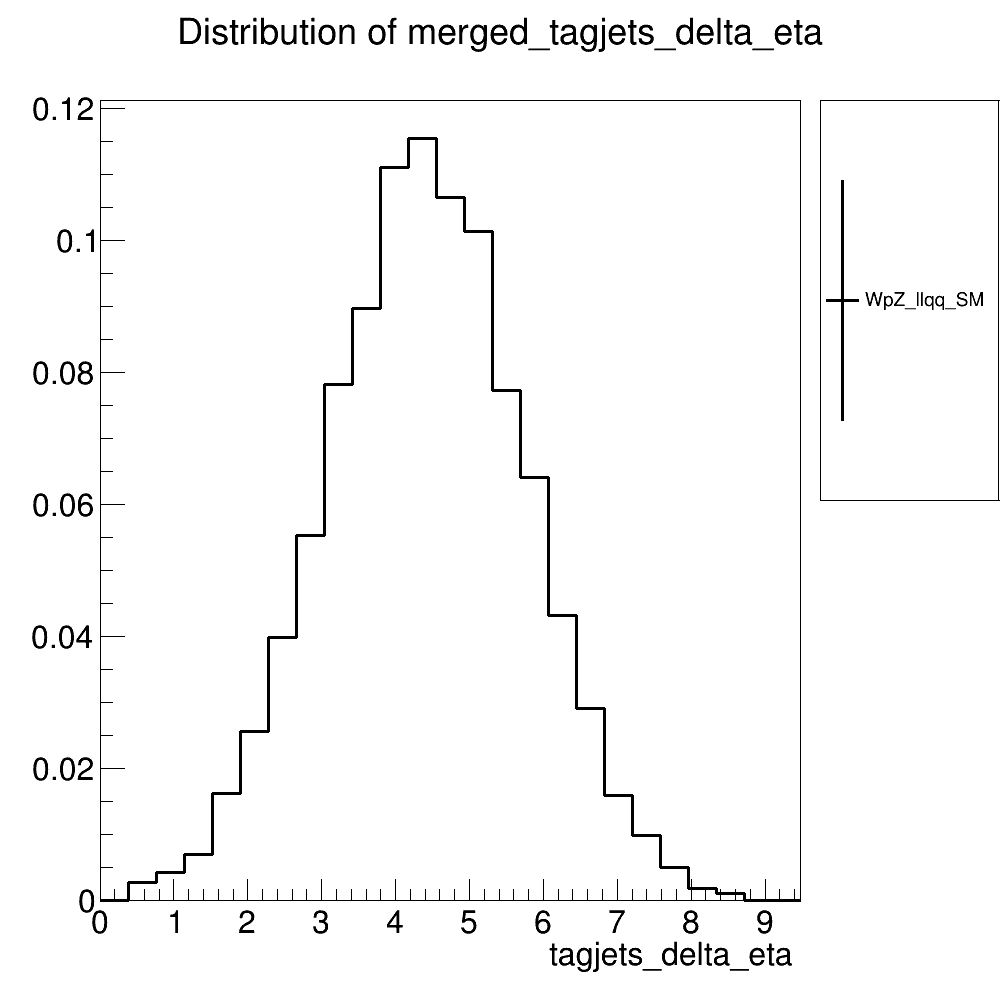 Distribution of merged_tagjets_delta_eta
0.12
0.1
0.08
0.06
0.04
0.02
0
0 1 2 3 4 5 6 7 8 9
tagjets_delta_eta
WpZ_llqq_SM